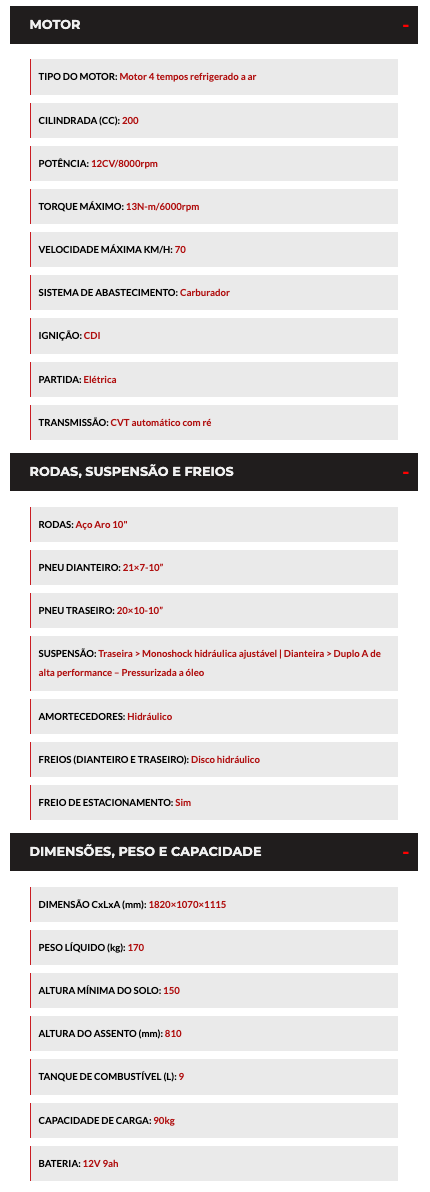 MOTOR -
TIPO DO MOTOR: Motor 4 tempos refrigerado a ar
CILINDRADA (CC): 200
POTÊNCIA: 12CV/8000rpm
TORQUE MÁXIMO: 13N-m/6000rpm
VELOCIDADE MÁXIMA KM/H: 70
SISTEMA DE ABASTECIMENTO: Carburador
IGNIÇÃO: CDI
PARTIDA: Elétrica
TRANSMISSÃO: CVT automático com ré
RODAS, SUSPENSÃO E FREIOS -
RODAS: Aço Aro 10"
PNEU DIANTEIRO: 21×7-10”
PNEU TRASEIRO: 20×10-10”
SUSPENSÃO: Traseira > Monoshock hidráulica ajustável | Dianteira > Duplo A de
alta performance – Pressurizada a óleo
AMORTECEDORES: Hidráulico
FREIOS (DIANTEIRO E TRASEIRO): Disco hidráulico
FREIO DE ESTACIONAMENTO: Sim
DIMENSÕES, PESO E CAPACIDADE -
DIMENSÃO CxLxA (mm): 1820×1070×1115
PESO LÍQUIDO (kg): 170
ALTURA MÍNIMA DO SOLO: 150
ALTURA DO ASSENTO (mm): 810
TANQUE DE COMBUSTÍVEL (L): 9
CAPACIDADE DE CARGA: 90kg
BATERIA: 12V 9ah